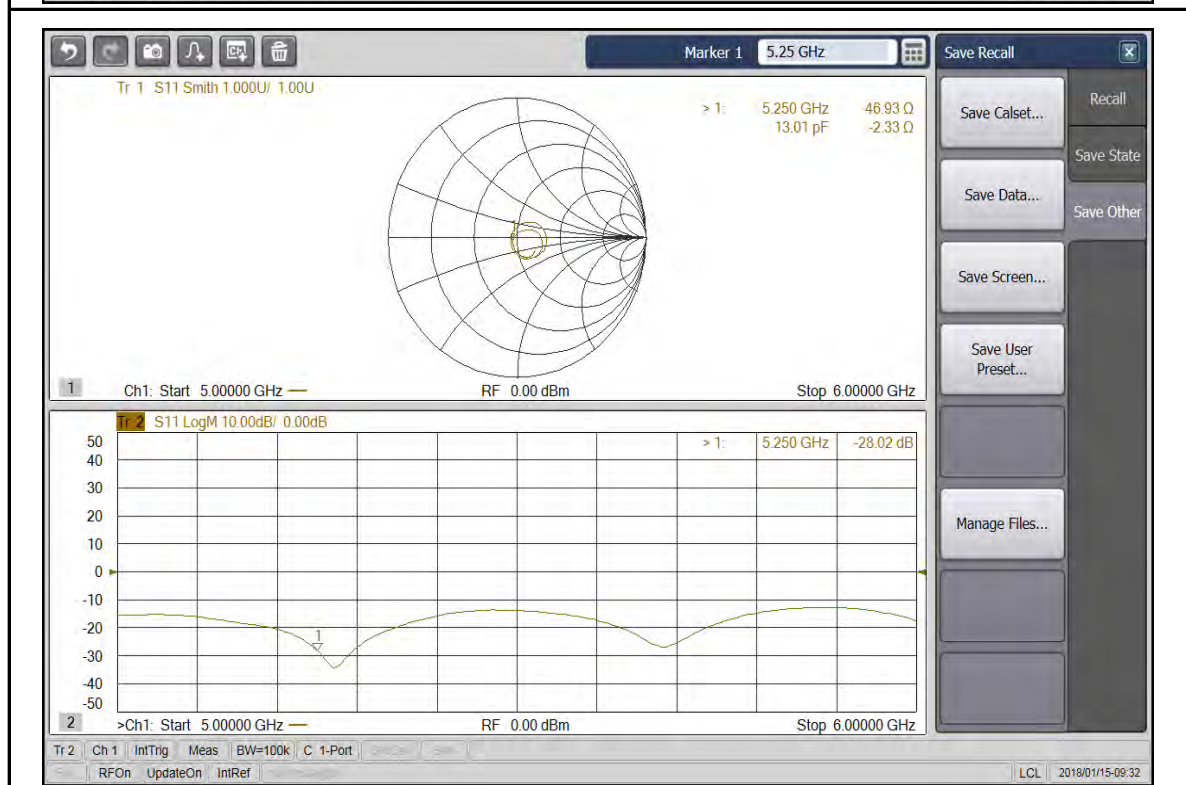 Marker 1 5.25 GHz
Save Recall
Tr 1 S11 Smith 1.000U/ 1.00U
> 1: 5.250 GHz 46.93 Ω
13.01 pF -2.33 Ω
1 Ch1: Start 5.00000 GHz RF 0.00 dBm Stop 6.00000 GHz
Tr 2 S11 LogM 10.00dB/ 0.00dB
> 1: 5.250 GHz -28.02 dB
50
40
30
20
10
0
-10
-20
-30
-40
-50
1
2 >Ch1: Start 5.00000 GHz RF 0.00 dBm Stop 6.00000 GHz
Save Calset...
Save Data...
Save Screen...
Save User
Preset...
Manage Files...
Recall
Save State
Save Other
Tr 2 Ch 1 IntTrig Meas BW=100k C 1-Port
RFOn UpdateOn IntRef LCL 2018/01/15-09:32